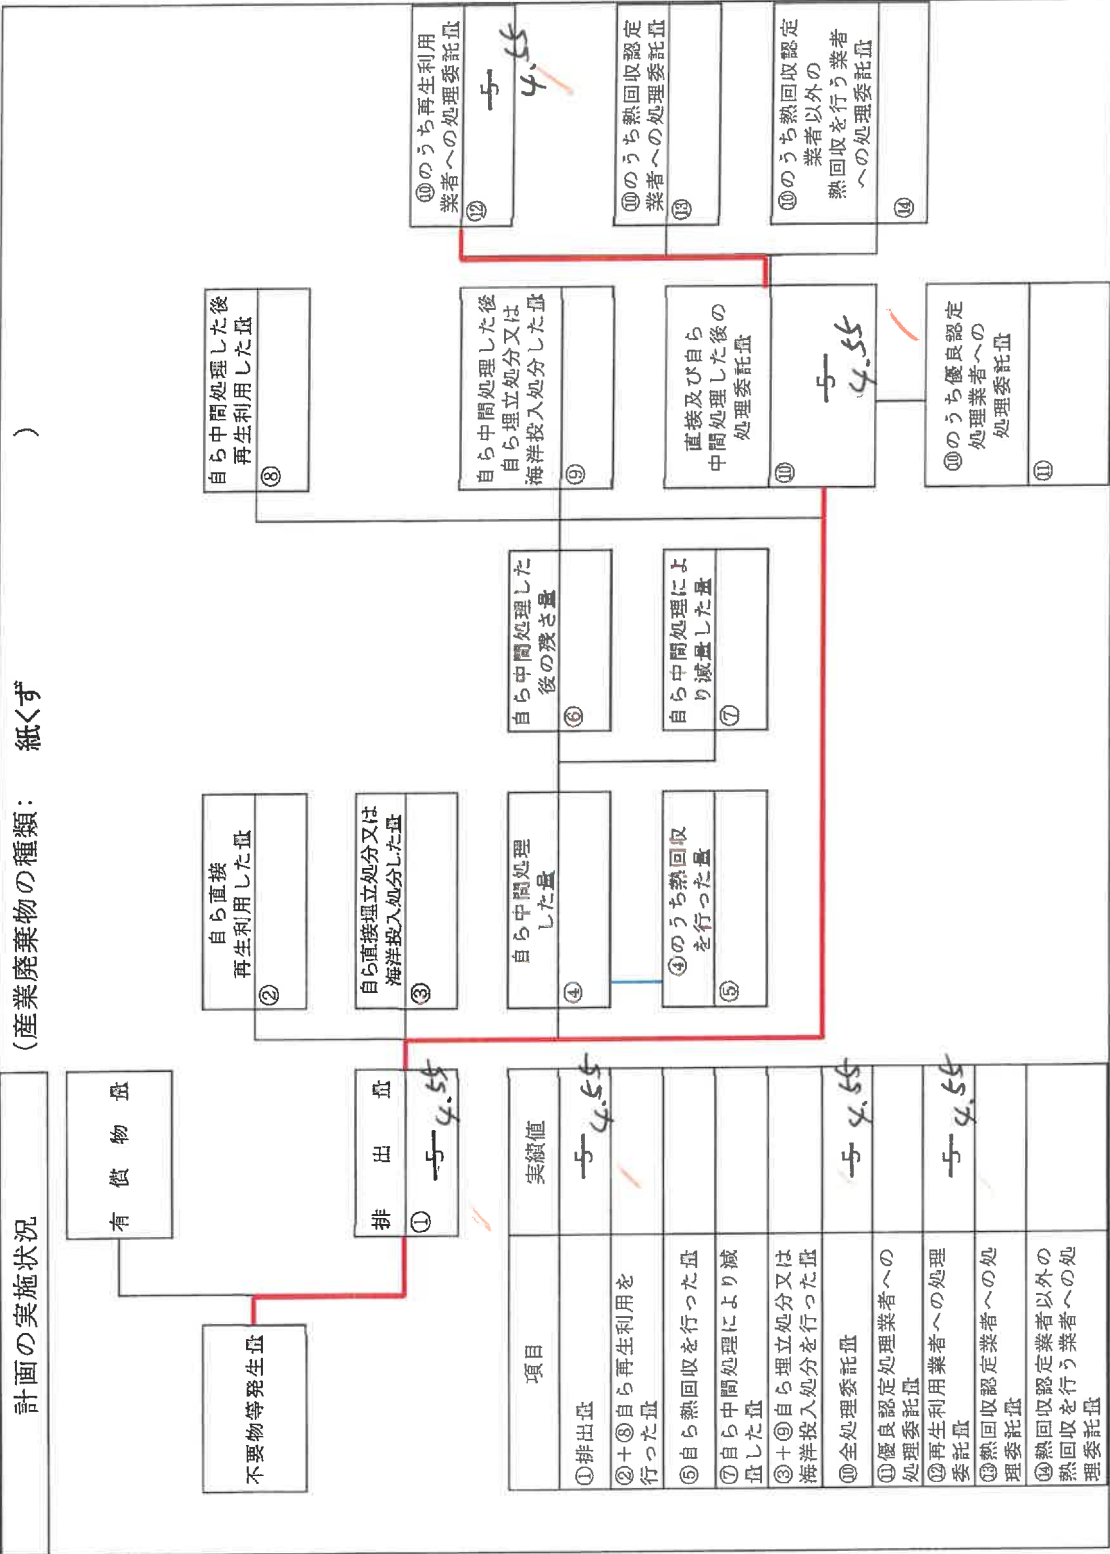 計画の実施状況
(産業廃棄物の種類： 紙くず )
不要物等発生量
有 償 物 量
排 出 量
①
5 4.55
自ら直接
再生利用した量
②
自ら直接埋立処分又は
海洋投入処分した量
③
自ら中間処理
した量
④
④のうち熱回収
を行った量
⑤
自ら中間処理した
後の残さ量
⑥
自ら中間処理によ
り減量した量
⑦
自ら中間処理した後
再生利用した量
⑧
自ら中間処理した後
自ら埋立処分又は
海洋投入処分した量
⑨
直接及び自ら
中間処理した後の
処理委託量
⑩
5
4.55
⑩のうち優良認定
処理業者への
処理委託量
⑪
⑩のうち再生利用
業者への処理委託量
⑫
5
4.55
⑩のうち熱回収認定
業者への処理委託量
⑬
⑩のうち熱回収認定
業者以外の
熱回収を行う業者
への処理委託量
⑭
項目 実績値
①排出量 5 4.55
②＋⑧自ら再生利用を
行った量
⑤自ら熱回収を行った量
⑦自ら中間処理により減
量した量
③＋⑨自ら埋立処分又は
海洋投入処分を行った量
⑩全処理委託量 5 4.55
⑪優良認定処理業者への
処理委託量
⑫再生利用業者への処理
委託量 5 4.55
⑬熱回収認定業者への処
理委託量
⑭熱回収認定業者以外の
熱回収を行う業者への処
理委託量